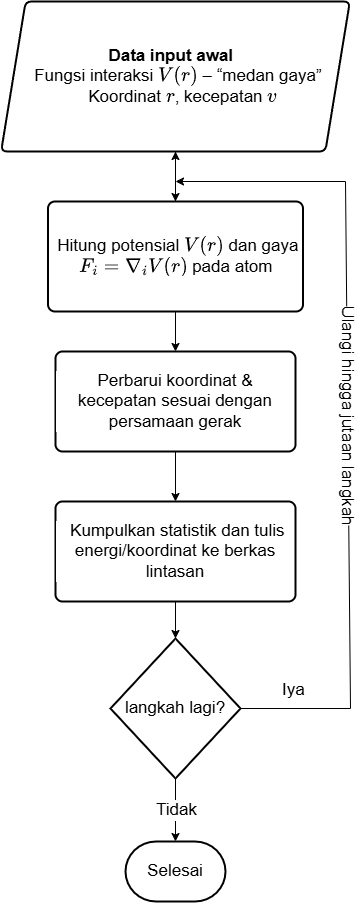 Data input awal
Fungsi interaksi V(r) – “medan gaya”
Koordinat r, kecepatan v
Hitung potensial V(r) dan gaya
Fᵢ = ∇ᵢV(r) pada atom
Perbarui koordinat &
kecepatan sesuai dengan
persamaan gerak
Kumpulkan statistik dan tulis
energi/koordinat ke berkas
lintasan
langkah lagi?
Iya
Ulangi hingga jutaan langkah
Tidak
Selesai